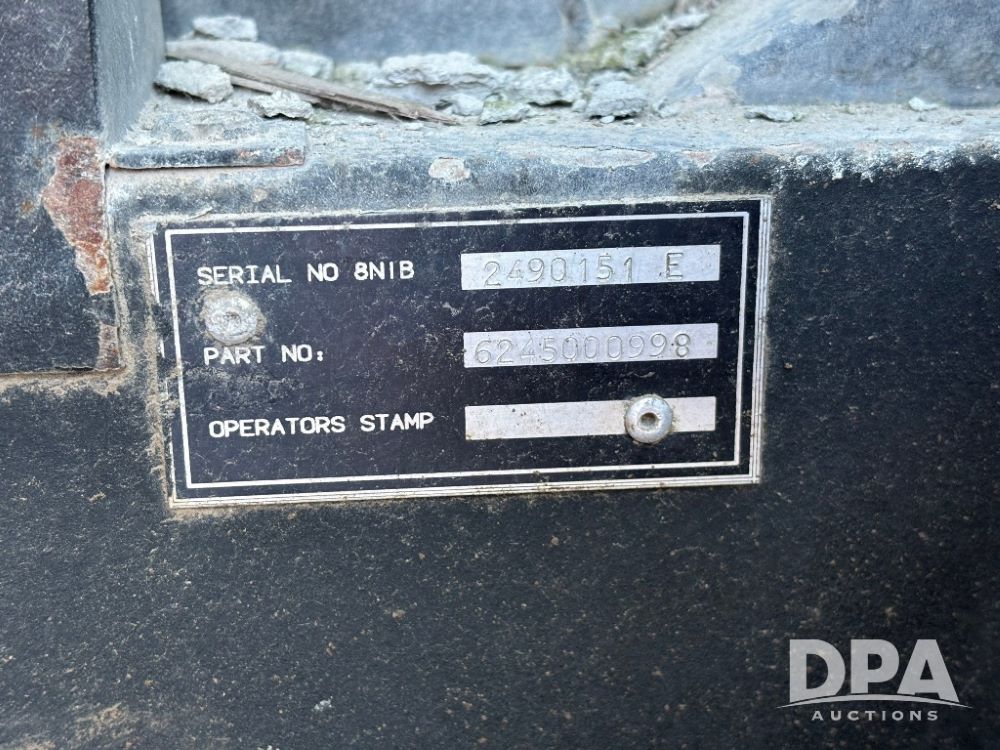 SERIAL NO 8NIB 2490151 E
PART NO: 6245000998
OPERATORS STAMP
DPA
AUCTIONS